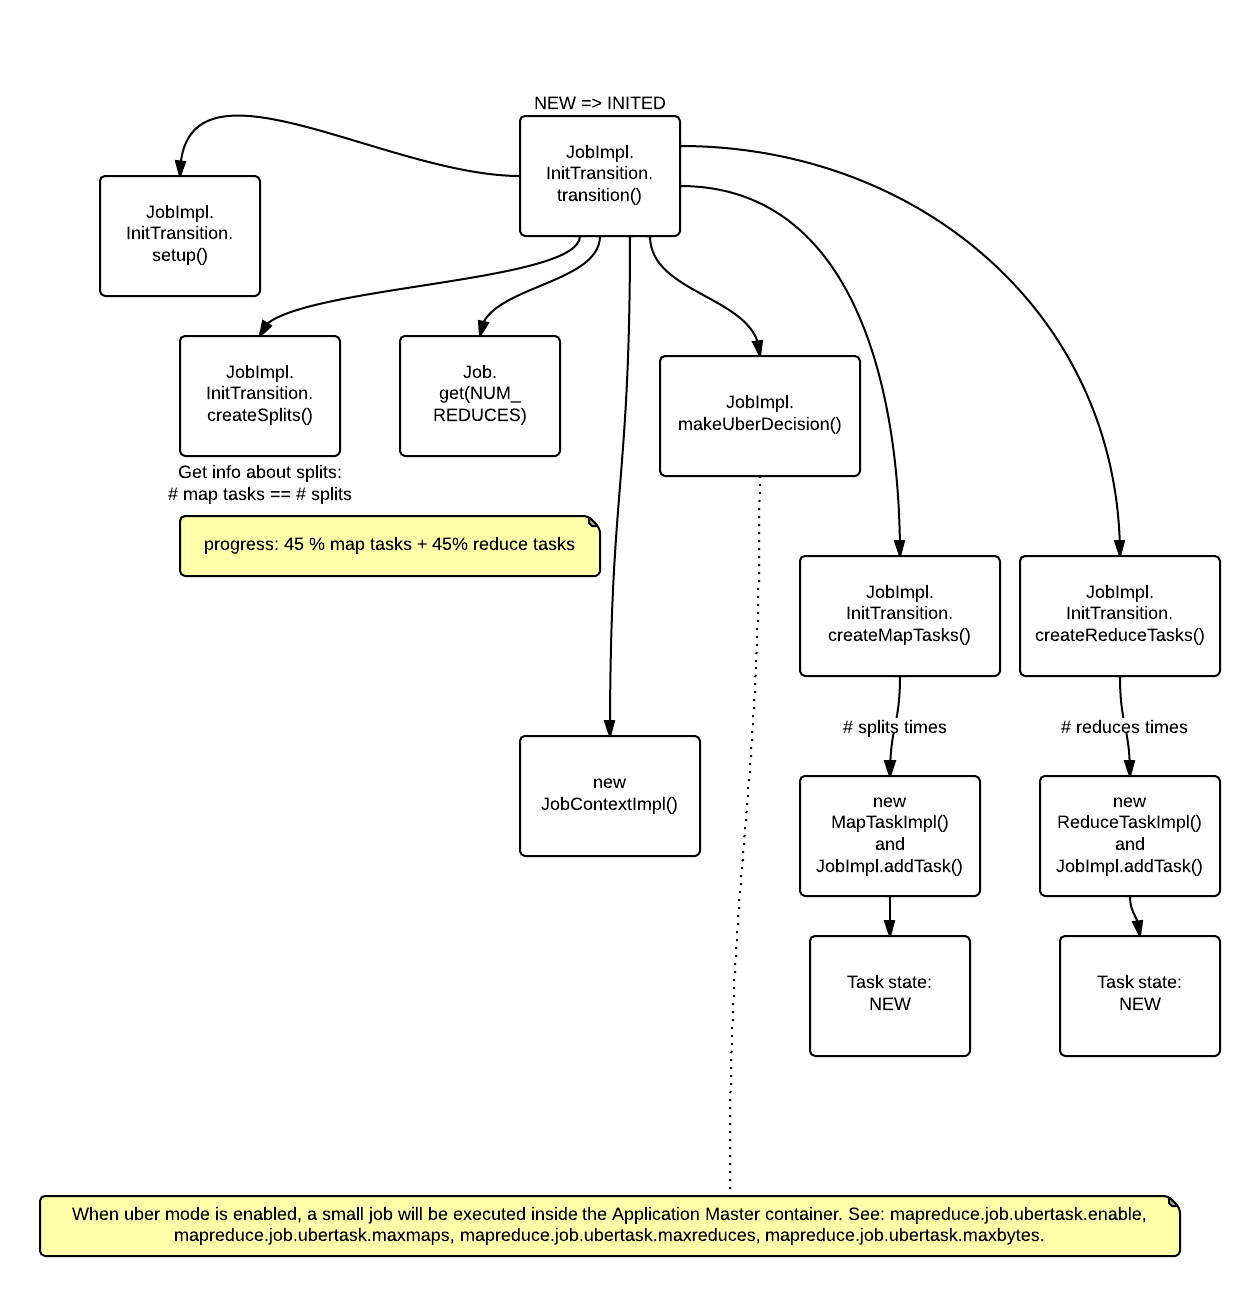 NEW => INITED
JobImpl.
InitTransition.
transition()
JobImpl.
InitTransition.
setup()
JobImpl.
InitTransition.
createSplits()
Get info about splits:
# map tasks == # splits
Job.
get(NUM_
REDUCES)
JobImpl.
makeUberDecision()
progress: 45 % map tasks + 45% reduce tasks
JobImpl.
InitTransition.
createMapTasks()
JobImpl.
InitTransition.
createReduceTasks()
# splits times
# reduces times
new
JobContextImpl()
new
MapTaskImpl()
and
JobImpl.addTask()
new
ReduceTaskImpl()
and
JobImpl.addTask()
Task state:
NEW
Task state:
NEW
When uber mode is enabled, a small job will be executed inside the Application Master container. See: mapreduce.job.ubertask.enable,
mapreduce.job.ubertask.maxmaps, mapreduce.job.ubertask.maxreduces, mapreduce.job.ubertask.maxbytes.